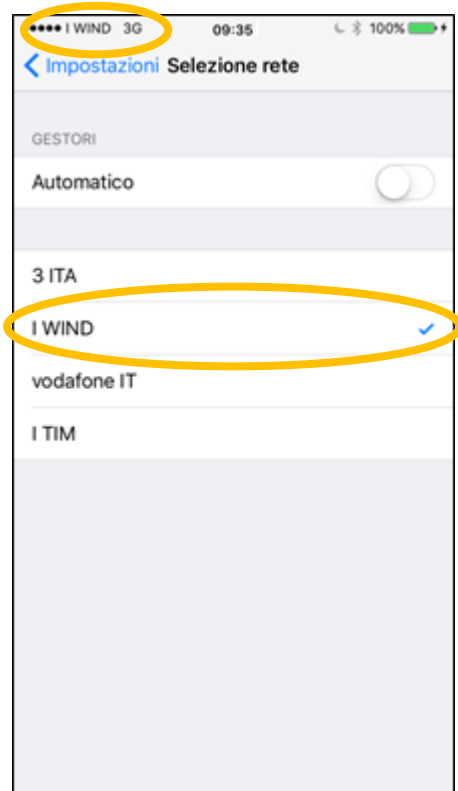 I WIND 3G 09:35 100%
Impostazioni Selezione rete
GESTORI
Automatico
3 ITA
I WIND
vodafone IT
I TIM